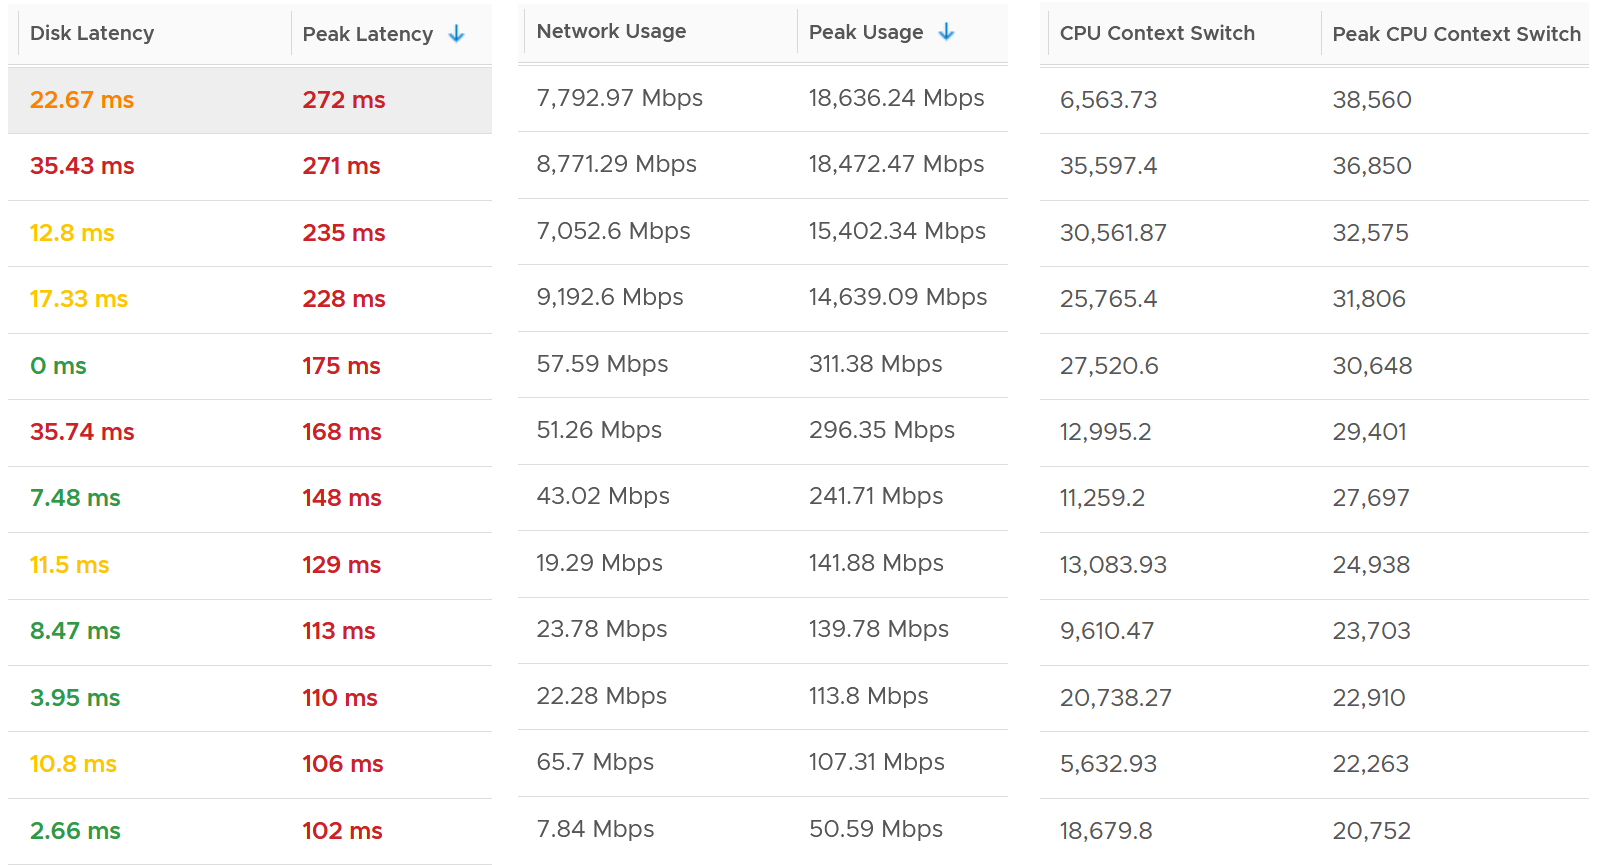 Disk Latency Peak Latency Network Usage Peak Usage CPU Context Switch Peak CPU Context Switch
22.67 ms 272 ms 7,792.97 Mbps 18,636.24 Mbps 6,563.73 38,560
35.43 ms 271 ms 8,771.29 Mbps 18,472.47 Mbps 35,597.4 36,850
12.8 ms 235 ms 7,052.6 Mbps 15,402.34 Mbps 30,561.87 32,575
17.33 ms 228 ms 9,192.6 Mbps 14,639.09 Mbps 25,765.4 31,806
0 ms 175 ms 57.59 Mbps 311.38 Mbps 27,520.6 30,648
35.74 ms 168 ms 51.26 Mbps 296.35 Mbps 12,995.2 29,401
7.48 ms 148 ms 43.02 Mbps 241.71 Mbps 11,259.2 27,697
11.5 ms 129 ms 19.29 Mbps 141.88 Mbps 13,083.93 24,938
8.47 ms 113 ms 23.78 Mbps 139.78 Mbps 9,610.47 23,703
3.95 ms 110 ms 22.28 Mbps 113.8 Mbps 20,738.27 22,910
10.8 ms 106 ms 65.7 Mbps 107.31 Mbps 5,632.93 22,263
2.66 ms 102 ms 7.84 Mbps 50.59 Mbps 18,679.8 20,752